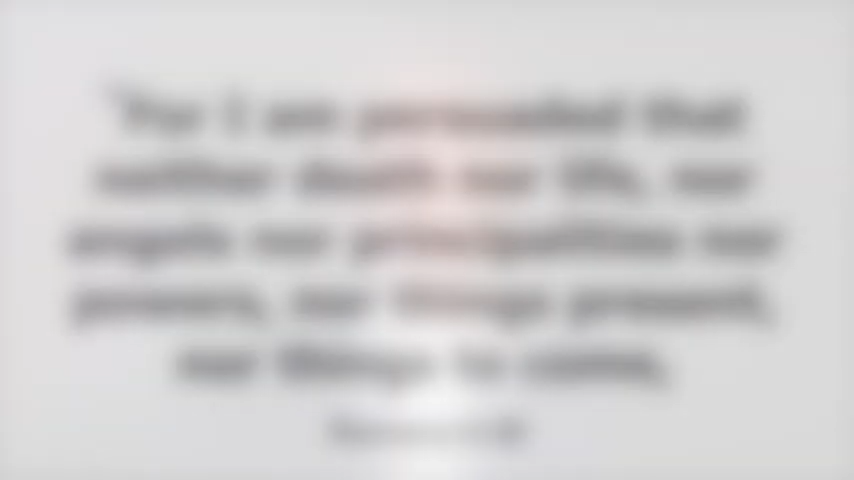 For I am persuaded that
neither death nor life, nor
angels nor principalities nor
powers, nor things present,
nor things to come,